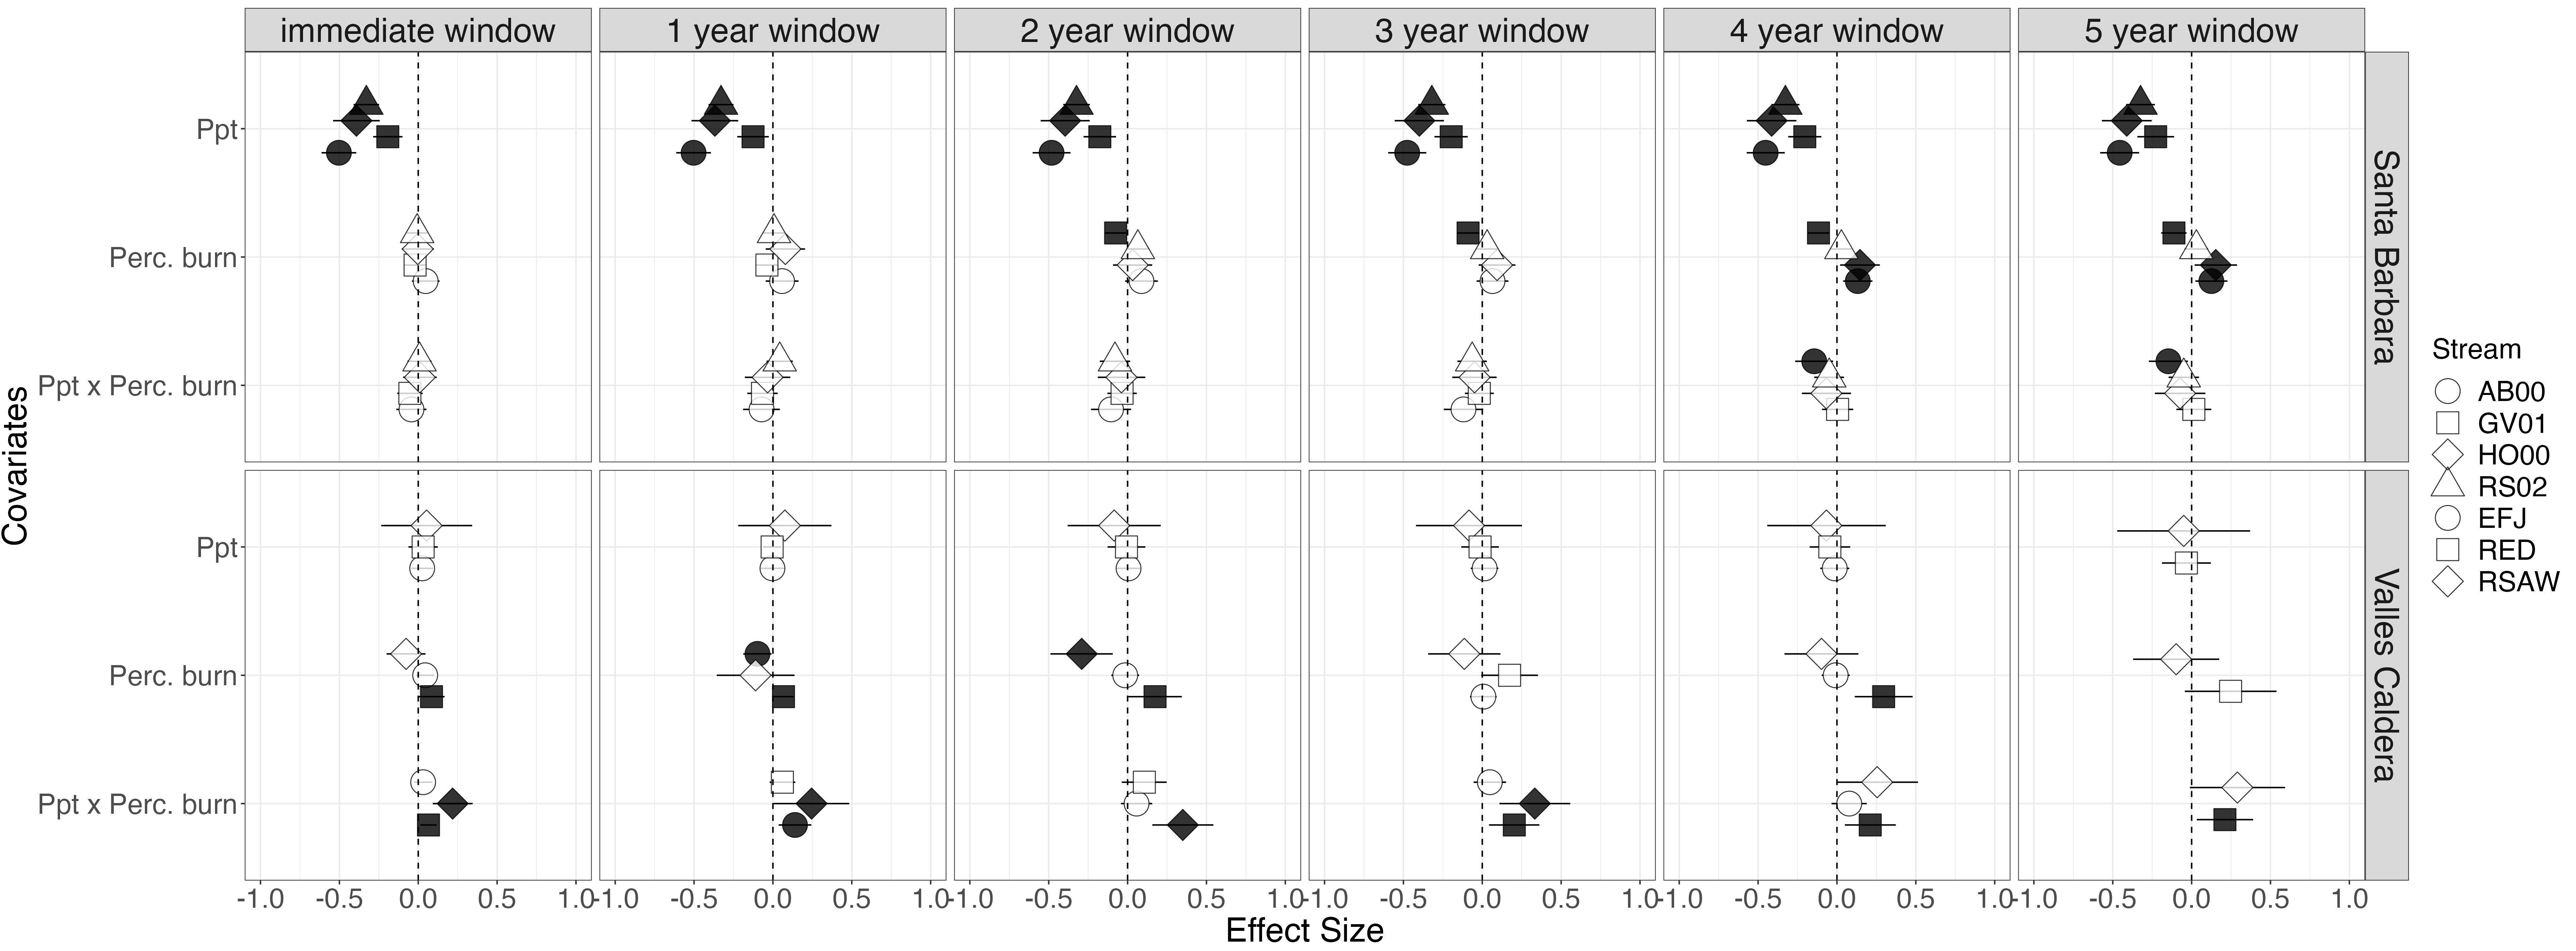 immediate window
1 year window
2 year window
3 year window
4 year window
5 year window
Covariates
Ppt
Perc. burn
Ppt x Perc. burn
Santa Barbara
Ppt
Perc. burn
Ppt x Perc. burn
Valles Caldera
-1.0 -0.5 0.0 0.5 1.0
-1.0 -0.5 0.0 0.5 1.0
-1.0 -0.5 0.0 0.5 1.0
-1.0 -0.5 0.0 0.5 1.0
-1.0 -0.5 0.0 0.5 1.0
-1.0 -0.5 0.0 0.5 1.0
Effect Size
Stream
AB00
GV01
HO00
RS02
EFJ
RED
RSAW